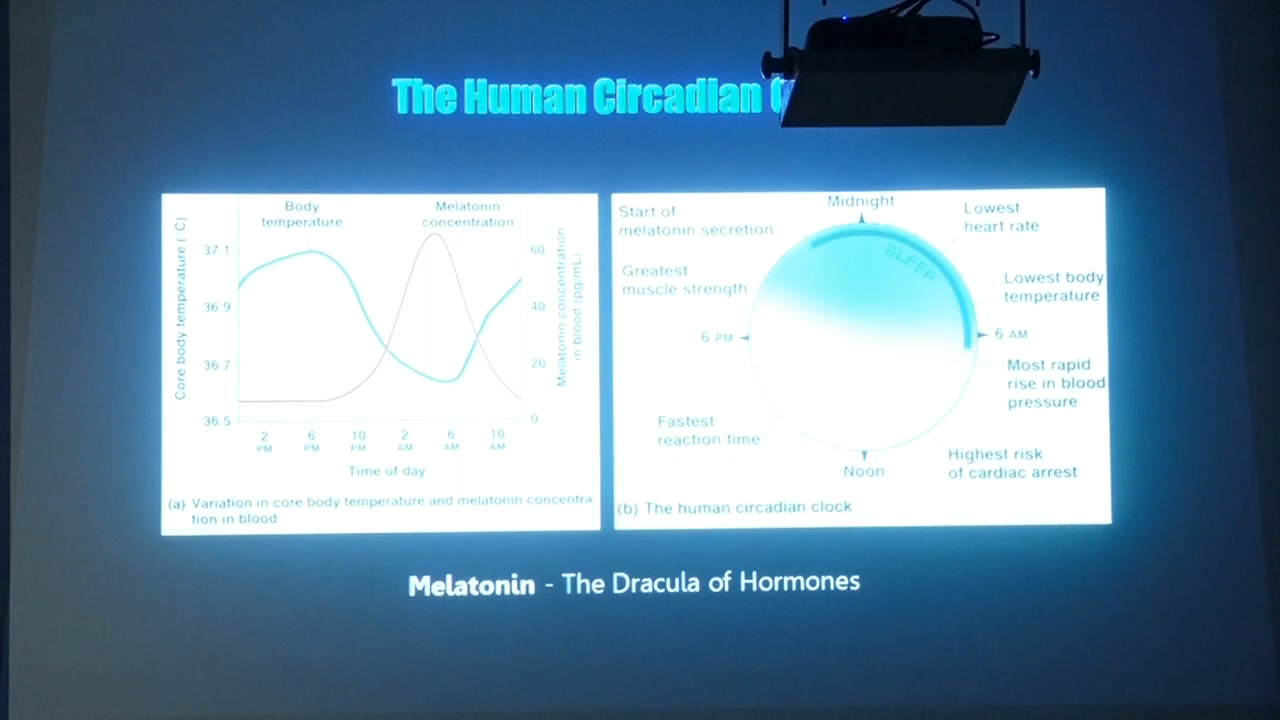 The Human Circadian
Body
temperature
Melatonin
concentration
Core body temperature (°C)
37.1
36.9
36.7
36.5
60
40
20
0
Melatonin concentration
in blood (pg/mL)
2
PM
6
PM
10
PM
2
AM
6
AM
10
AM
Time of day
(a) Variation in core body temperature and melatonin concentra-
tion in blood
Midnight
Start of
melatonin secretion
Lowest
heart rate
SLEEP
Greatest
muscle strength
Lowest body
temperature
6 PM
6 AM
Most rapid
rise in blood
pressure
Fastest
reaction time
Noon
Highest risk
of cardiac arrest
(b) The human circadian clock
Melatonin - The Dracula of Hormones